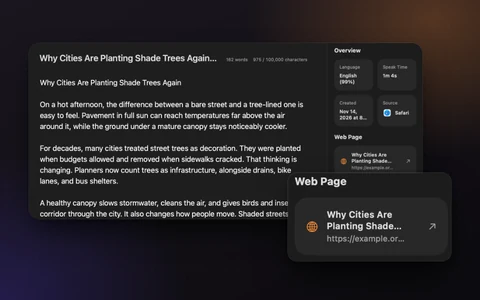 Why Cities Are Planting Shade Trees Again...
162 words
975 / 100,000 characters
Why Cities Are Planting Shade Trees Again
On a hot afternoon, the difference between a bare street and a tree-lined one is
easy to feel. Pavement in full sun can reach temperatures far above the air
around it, while the ground under a mature canopy stays noticeably cooler.
For decades, many cities treated street trees as decoration. They were planted
when budgets allowed and removed when sidewalks cracked. That thinking is
changing. Planners now count trees as infrastructure, alongside drains, bike
lanes, and bus shelters.
A healthy canopy slows stormwater, cleans the air, and gives birds and inse
corridor through the city. It also changes how people move. Shaded streets
Overview
Language
English
(99%)
Speak Time
1m 4s
Created
Nov 14,
2026 at 8...
Source
Safari
Web Page
Why Cities Are
Planting Shade...
https://example.or...
Web Page
Why Cities Are
Planting Shade...
https://example.or...